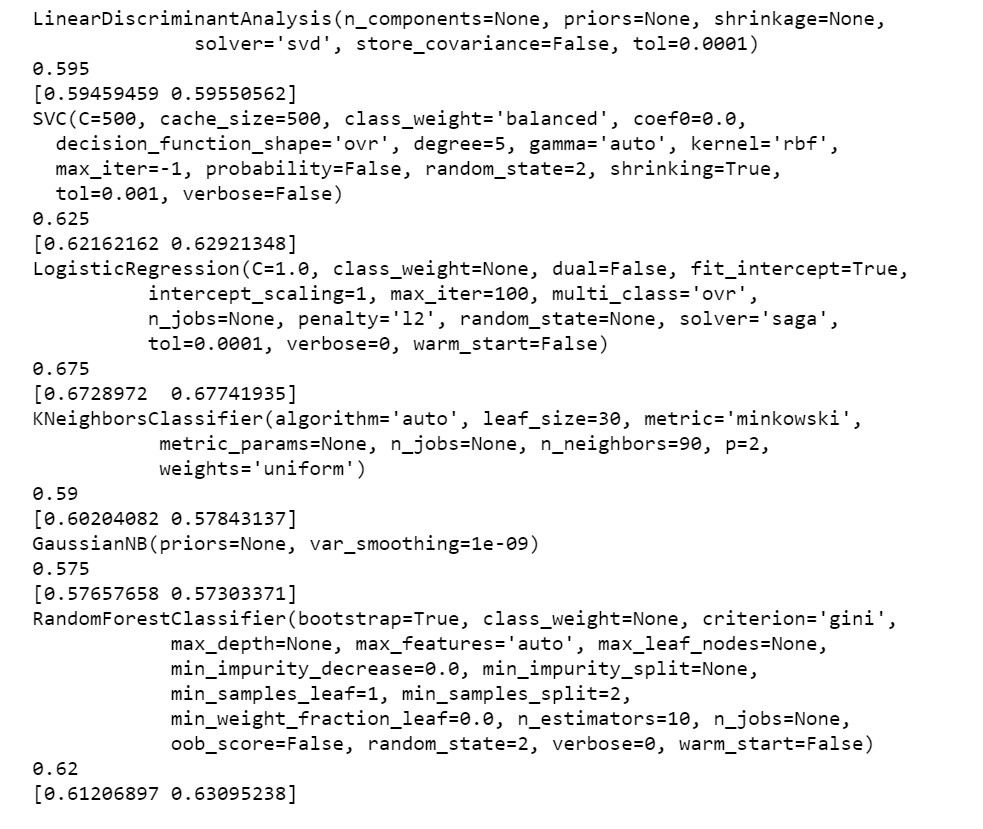 LinearDiscriminantAnalysis(n_components=None, priors=None, shrinkage=None,
solver='svd', store_covariance=False, tol=0.0001)
0.595
[0.59459459 0.59550562]
SVC(C=500, cache_size=500, class_weight='balanced', coef0=0.0,
decision_function_shape='ovr', degree=5, gamma='auto', kernel='rbf',
max_iter=-1, probability=False, random_state=2, shrinking=True,
tol=0.001, verbose=False)
0.625
[0.62162162 0.62921348]
LogisticRegression(C=1.0, class_weight=None, dual=False, fit_intercept=True,
intercept_scaling=1, max_iter=100, multi_class='ovr',
n_jobs=None, penalty='l2', random_state=None, solver='saga',
tol=0.0001, verbose=0, warm_start=False)
0.675
[0.6728972  0.67741935]
KNeighborsClassifier(algorithm='auto', leaf_size=30, metric='minkowski',
metric_params=None, n_jobs=None, n_neighbors=90, p=2,
weights='uniform')
0.59
[0.60204082 0.57843137]
GaussianNB(priors=None, var_smoothing=1e-09)
0.575
[0.57657658 0.57303371]
RandomForestClassifier(bootstrap=True, class_weight=None, criterion='gini',
max_depth=None, max_features='auto', max_leaf_nodes=None,
min_impurity_decrease=0.0, min_impurity_split=None,
min_samples_leaf=1, min_samples_split=2,
min_weight_fraction_leaf=0.0, n_estimators=10, n_jobs=None,
oob_score=False, random_state=2, verbose=0, warm_start=False)
0.62
[0.61206897 0.63095238]